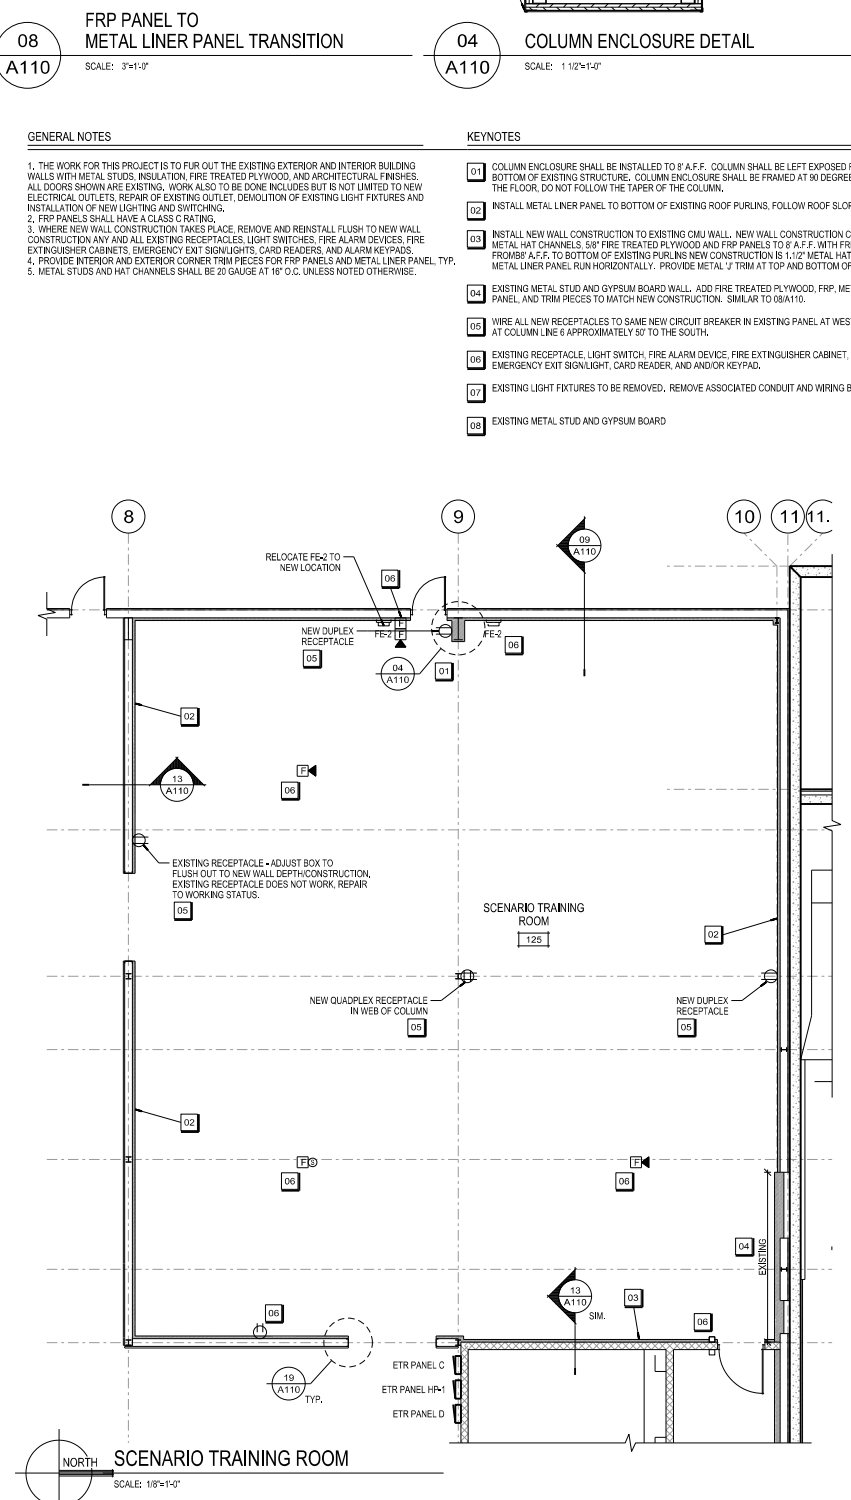 08
A110
FRP PANEL TO
METAL LINER PANEL TRANSITION
SCALE: 3"=1'-0"
04
A110
COLUMN ENCLOSURE DETAIL
SCALE: 1 1/2"=1'-0"
GENERAL NOTES
1. THE WORK FOR THIS PROJECT IS TO FUR OUT THE EXISTING EXTERIOR AND INTERIOR BUILDING
WALLS WITH METAL STUDS, INSULATION, FIRE TREATED PLYWOOD, AND ARCHITECTURAL FINISHES.
ALL DOORS SHOWN ARE EXISTING. WORK ALSO TO BE DONE INCLUDES BUT IS NOT LIMITED TO NEW
ELECTRICAL OUTLETS, REPAIR OF EXISTING OUTLET, DEMOLITION OF EXISTING LIGHT FIXTURES AND
INSTALLATION OF NEW LIGHTING AND SWITCHING.
2. FRP PANELS SHALL HAVE A CLASS C RATING.
3. WHERE NEW WALL CONSTRUCTION TAKES PLACE, REMOVE AND REINSTALL FLUSH TO NEW WALL
CONSTRUCTION ANY AND ALL EXISTING RECEPTACLES, LIGHT SWITCHES, FIRE ALARM DEVICES, FIRE
EXTINGUISHER CABINETS, EMERGENCY EXIT SIGN/LIGHTS, CARD READERS, AND ALARM KEYPADS.
4. PROVIDE INTERIOR AND EXTERIOR CORNER TRIM PIECES FOR FRP PANELS AND METAL LINER PANEL, TYP.
5. METAL STUDS AND HAT CHANNELS SHALL BE 20 GAUGE AT 16" O.C. UNLESS NOTED OTHERWISE.
KEYNOTES
01 COLUMN ENCLOSURE SHALL BE INSTALLED TO 8' A.F.F. COLUMN SHALL BE LEFT EXPOSED
BOTTOM OF EXISTING STRUCTURE. COLUMN ENCLOSURE SHALL BE FRAMED AT 90 DEGREE
THE FLOOR, DO NOT FOLLOW THE TAPER OF THE COLUMN.
02 INSTALL METAL LINER PANEL TO BOTTOM OF EXISTING ROOF PURLINS, FOLLOW ROOF SLO
03 INSTALL NEW WALL CONSTRUCTION TO EXISTING CMU WALL. NEW WALL CONSTRUCTION C
METAL HAT CHANNELS, 5/8" FIRE TREATED PLYWOOD AND FRP PANELS TO 8' A.F.F. WITH FR
FROM8' A.F.F. TO BOTTOM OF EXISTING PURLINS NEW CONSTRUCTION IS 1.1/2" METAL HAT
METAL LINER PANEL RUN HORIZONTALLY. PROVIDE METAL 'J' TRIM AT TOP AND BOTTOM OF
04 EXISTING METAL STUD AND GYPSUM BOARD WALL. ADD FIRE TREATED PLYWOOD, FRP, ME
PANEL, AND TRIM PIECES TO MATCH NEW CONSTRUCTION. SIMILAR TO 08/A110.
05 WIRE ALL NEW RECEPTACLES TO SAME NEW CIRCUIT BREAKER IN EXISTING PANEL AT WES
AT COLUMN LINE 6 APPROXIMATELY 50' TO THE SOUTH.
06 EXISTING RECEPTACLE, LIGHT SWITCH, FIRE ALARM DEVICE, FIRE EXTINGUISHER CABINET,
EMERGENCY EXIT SIGN/LIGHT, CARD READER, AND AND/OR KEYPAD.
07 EXISTING LIGHT FIXTURES TO BE REMOVED. REMOVE ASSOCIATED CONDUIT AND WIRING B
08 EXISTING METAL STUD AND GYPSUM BOARD
8
9
10
11
11.
RELOCATE FE-2 TO
NEW LOCATION
06
09
A110
NEW DUPLEX
RECEPTACLE
FE-2
F
F
FE-2
05
04
A110
01
06
02
13
A110
F
06
EXISTING RECEPTACLE - ADJUST BOX TO
FLUSH OUT TO NEW WALL DEPTH/CONSTRUCTION,
EXISTING RECEPTACLE DOES NOT WORK, REPAIR
TO WORKING STATUS.
05
SCENARIO TRAINING
ROOM
125
02
NEW QUADPLEX RECEPTACLE
IN WEB OF COLUMN
05
NEW DUPLEX
RECEPTACLE
05
02
F S
06
F
06
04
EXISTING
13
A110
SIM.
03
06
06
19
A110
TYP.
ETR PANEL C
ETR PANEL HP-1
ETR PANEL D
NORTH
SCENARIO TRAINING ROOM
SCALE: 1/8"=1'-0"